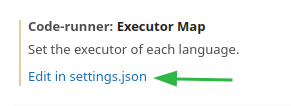 Code-runner: Executor Map
Set the executor of each language.
Edit in settings.json